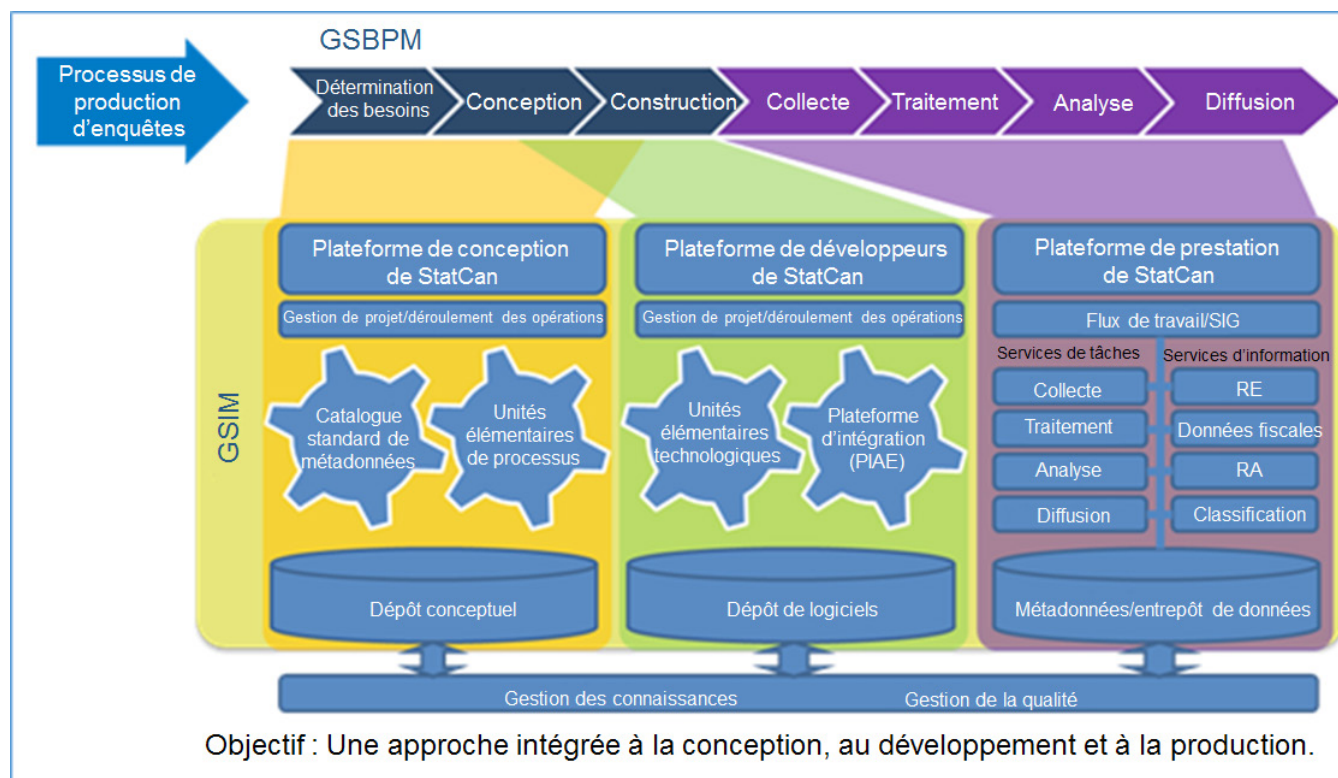 GSBPM
Processus de
production
d'enquêtes
Détermination
des besoins
Conception
Construction
Collecte
Traitement
Analyse
Diffusion
GSIM
Plateforme de conception
de StatCan
Gestion de projet/déroulement des opérations
Catalogue
standard de
métadonnées
Unités
élémentaires
de processus
Dépôt conceptuel
Plateforme de développeurs
de StatCan
Gestion de projet/déroulement des opérations
Unités
élémentaires
technologiques
Plateforme
d'intégration
(PIAE)
Dépôt de logiciels
Plateforme de prestation
de StatCan
Flux de travail/SIG
Services de tâches
Services d'information
Collecte
RE
Traitement
Données fiscales
Analyse
RA
Diffusion
Classification
Métadonnées/entrepôt de données
Gestion des connaissances
Gestion de la qualité
Objectif : Une approche intégrée à la conception, au développement et à la production.